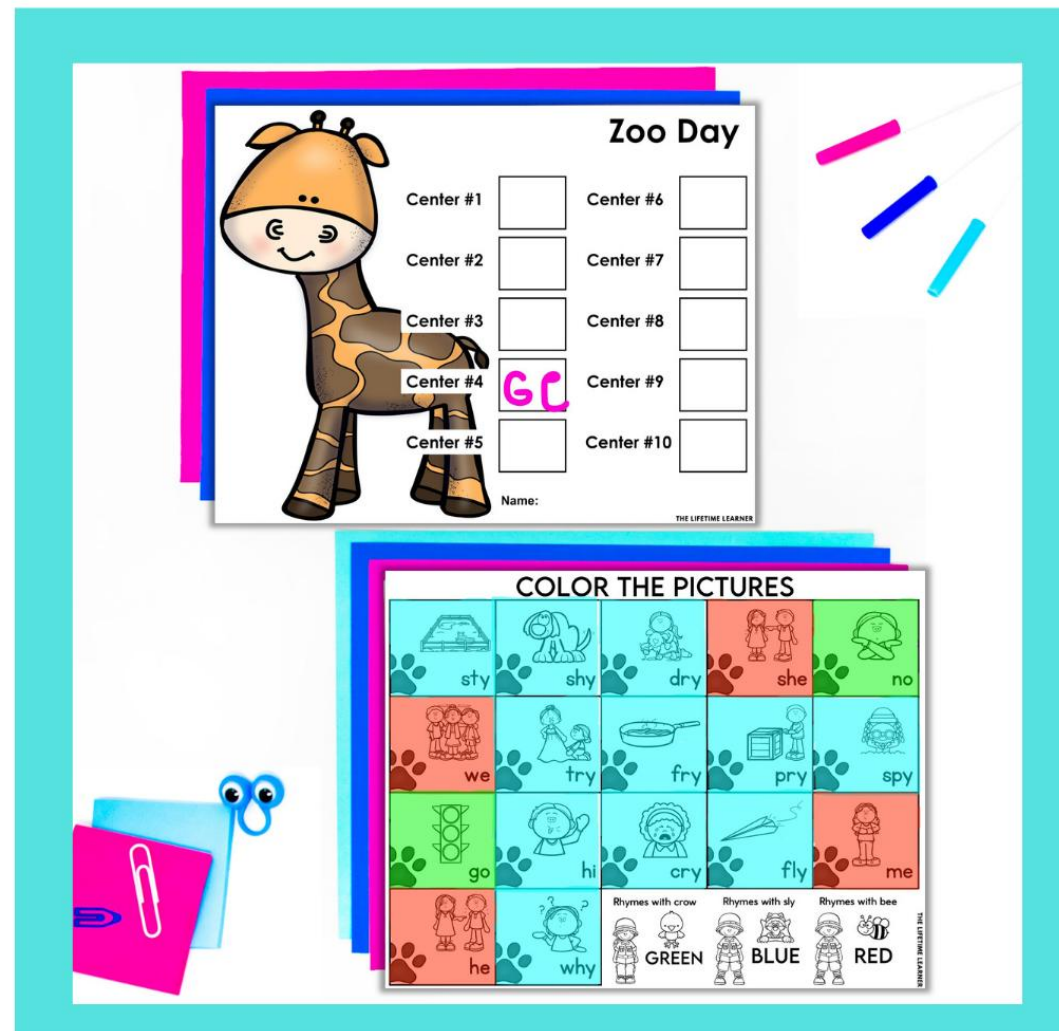 Zoo Day
Center #1
Center #6
Center #2
Center #7
Center #3
Center #8
Center #4 GC
Center #9
Center #5
Center #10
Name:
THE LIFETIME LEARNER
COLOR THE PICTURES
sty shy dry she no
we try fry pry spy
go hi cry fly me
he why
Rhymes with crow
GREEN
Rhymes with sly
BLUE
Rhymes with bee
RED
THE LIFETIME LEARNER